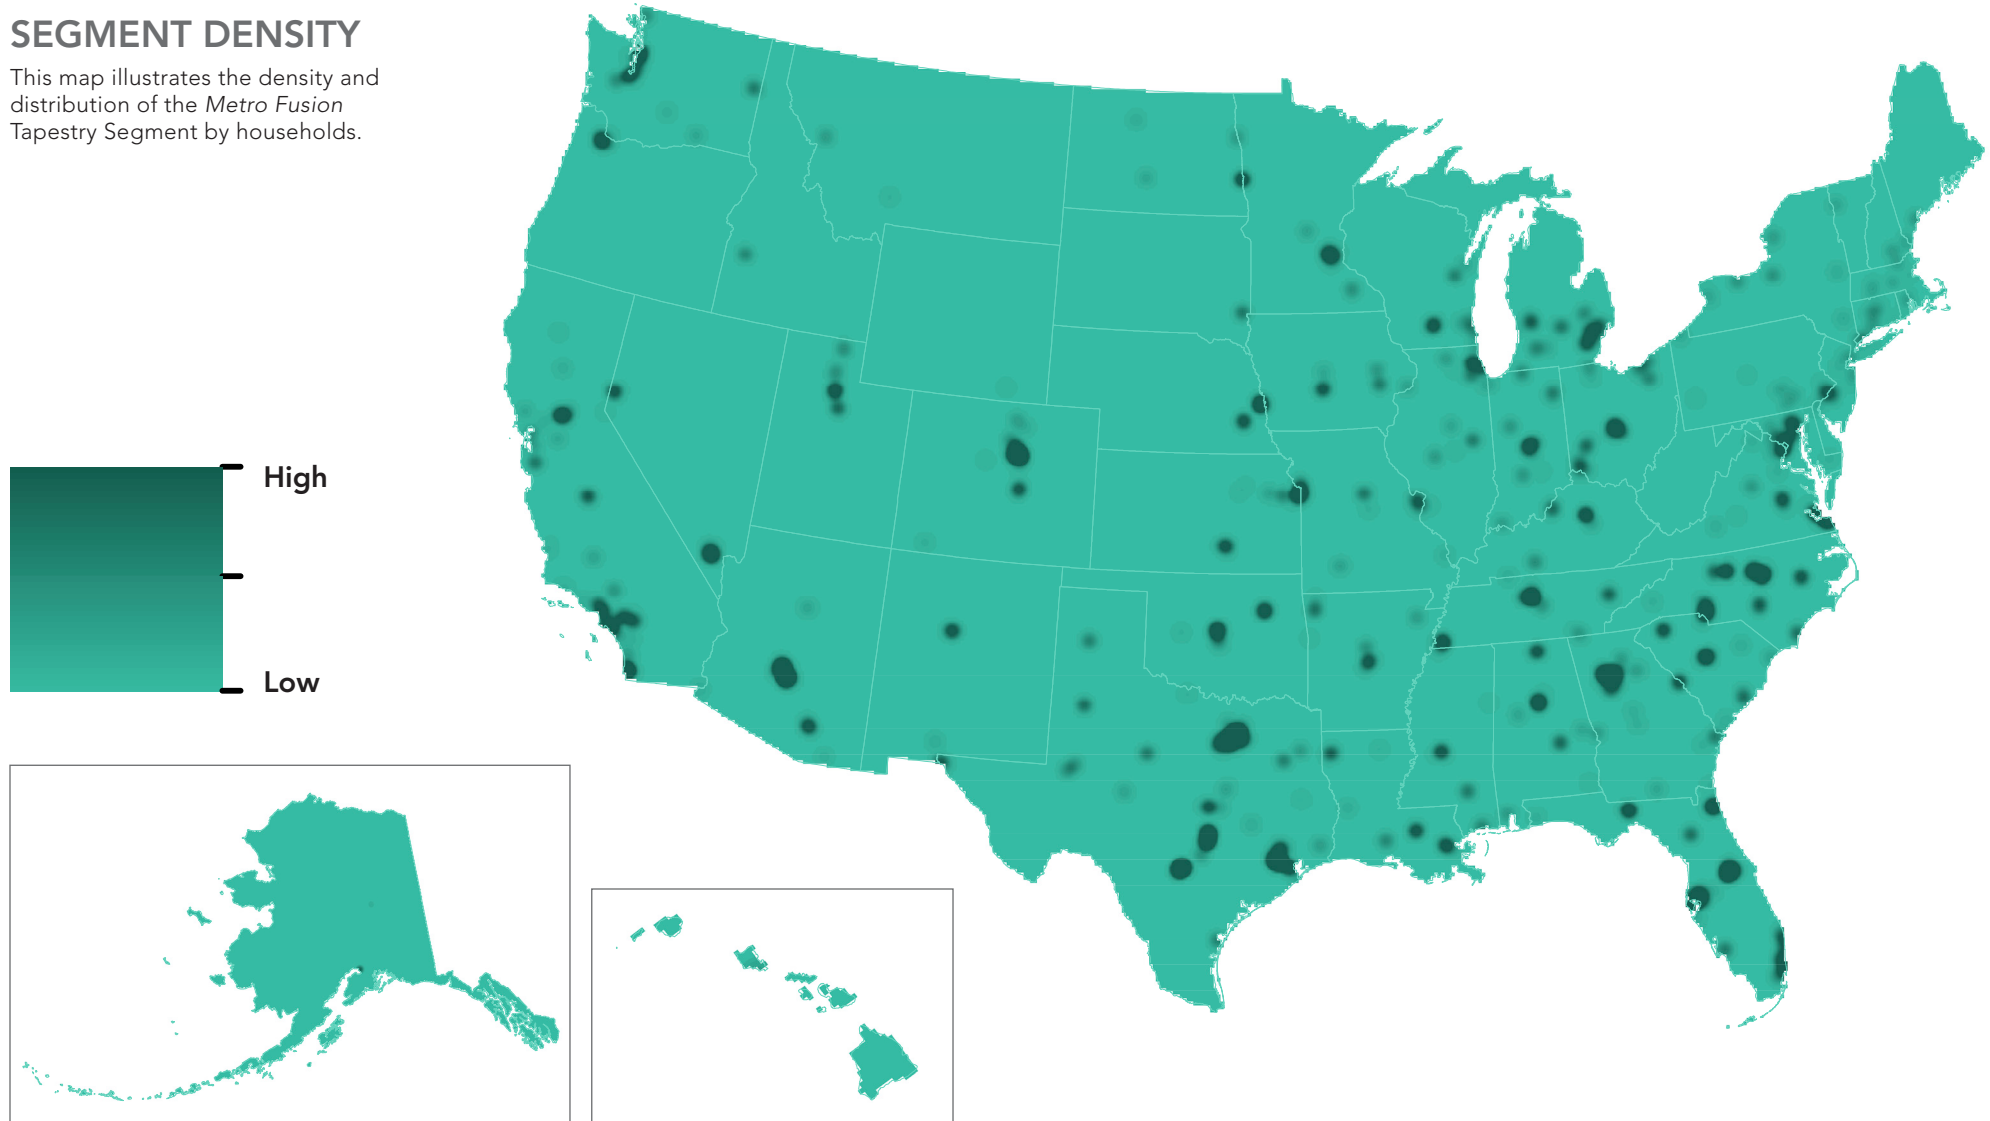 SEGMENT DENSITY
This map illustrates the density and
distribution of the Metro Fusion
Tapestry Segment by households.
High
Low